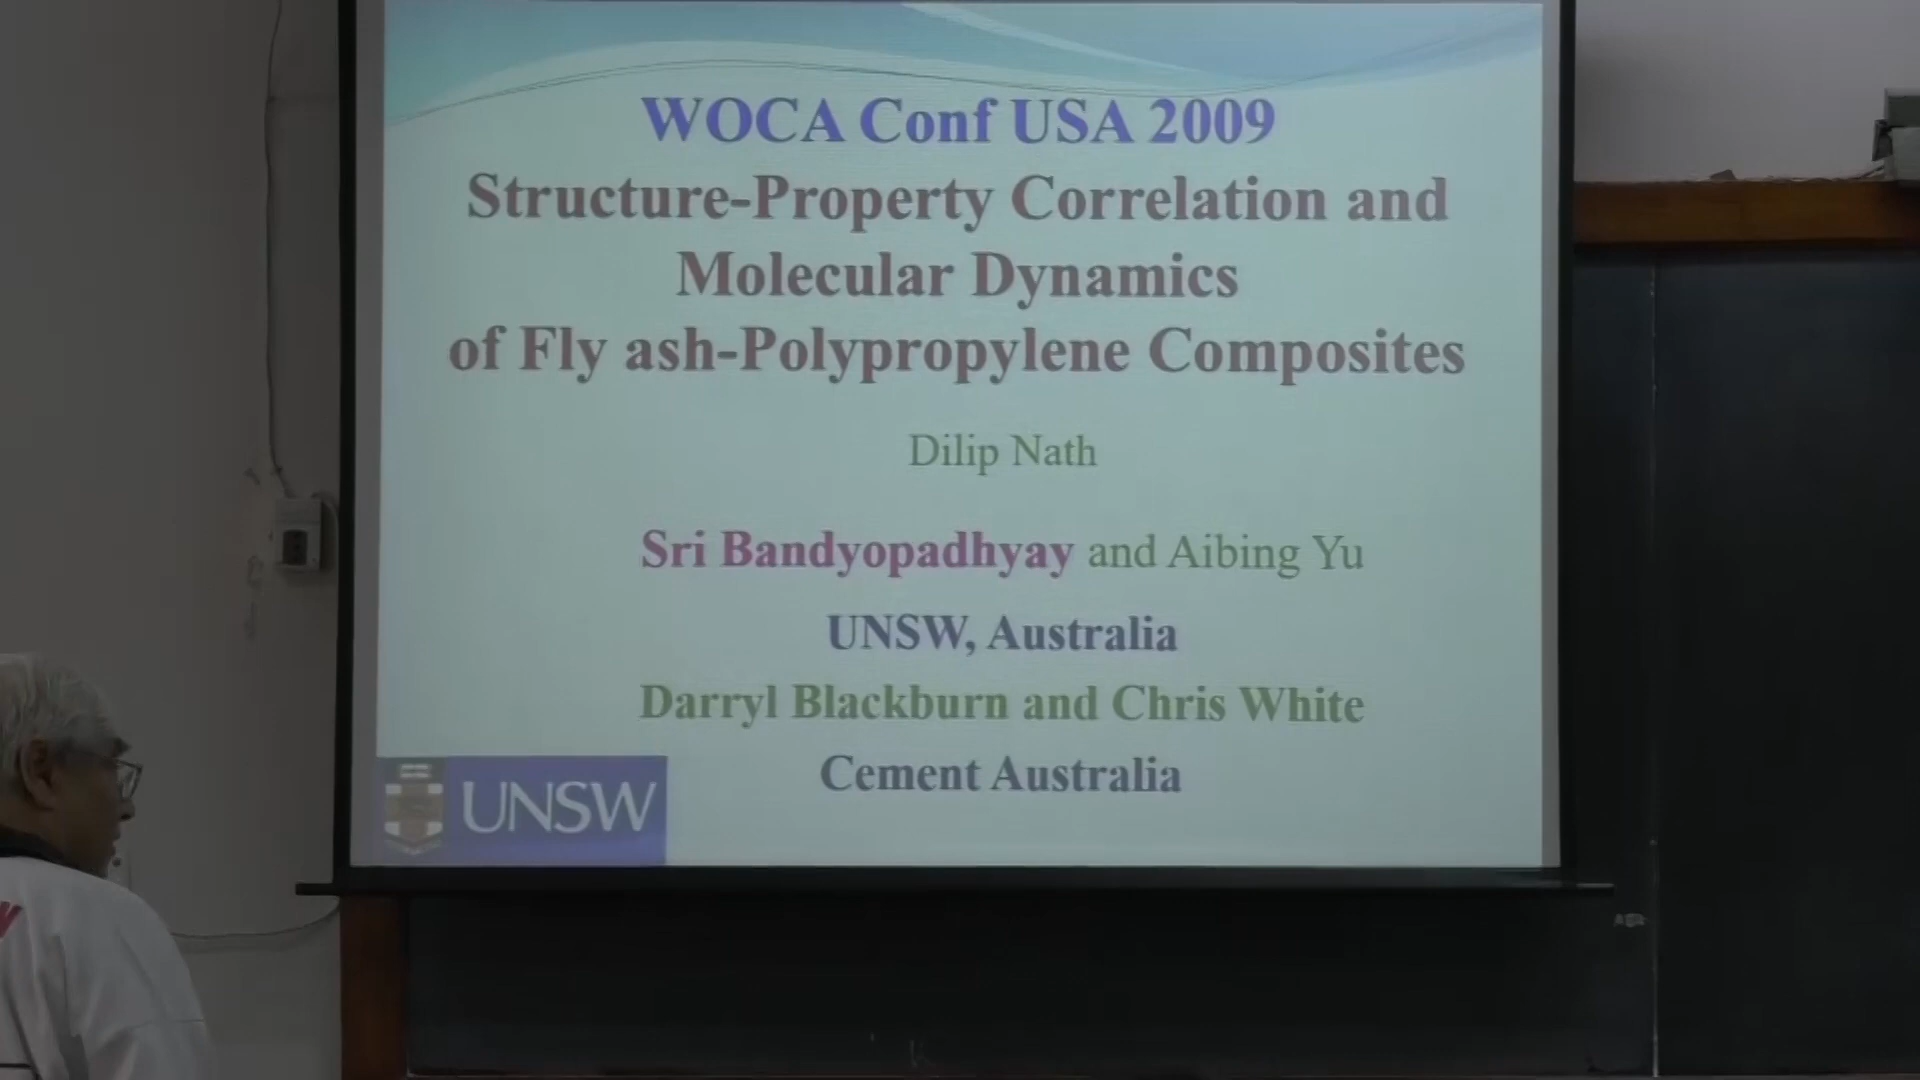 WOCA Conf USA 2009
Structure-Property Correlation and
Molecular Dynamics
of Fly ash-Polypropylene Composites
Dilip Nath
Sri Bandyopadhyay and Aibing Yu
UNSW, Australia
Darryl Blackburn and Chris White
Cement Australia
UNSW